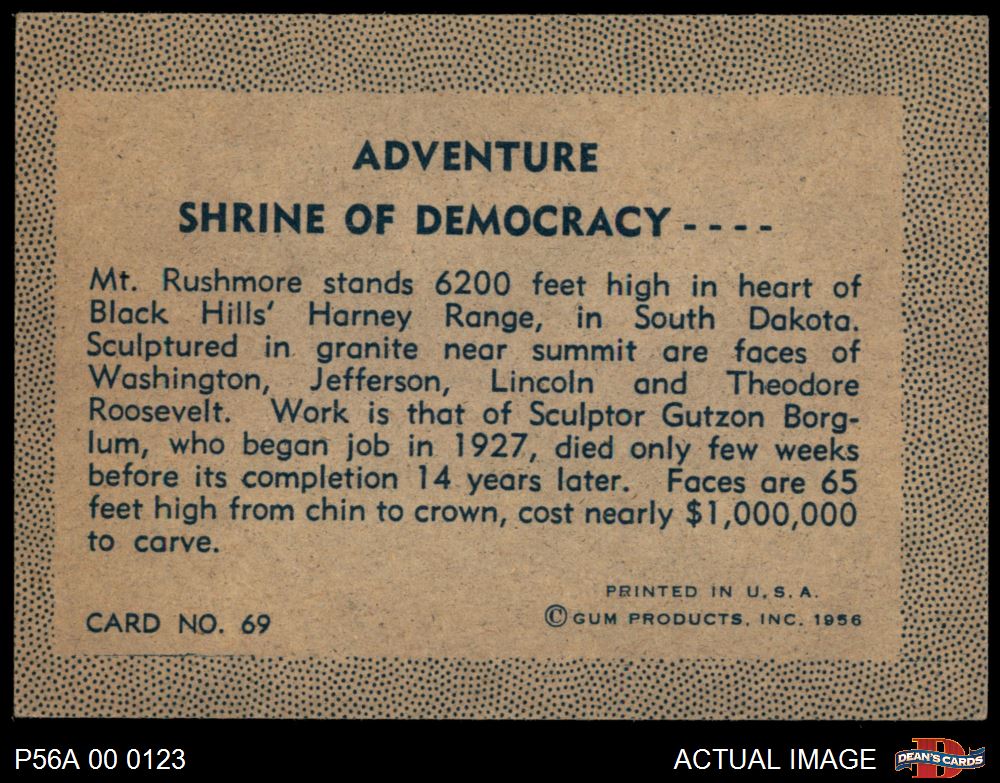 ADVENTURE
SHRINE OF DEMOCRACY - - - -
Mt. Rushmore stands 6200 feet high in heart of
Black Hills' Harney Range, in South Dakota.
Sculptured in granite near summit are faces of
Washington, Jefferson, Lincoln and Theodore
Roosevelt. Work is that of Sculptor Gutzon Borg-
lum, who began job in 1927, died only few weeks
before its completion 14 years later. Faces are 65
feet high from chin to crown, cost nearly $1,000,000
to carve.
PRINTED IN U. S. A.
CARD NO. 69
© GUM PRODUCTS, INC. 1956
P56A 00 0123
ACTUAL IMAGE
D
DEAN'S CARDS